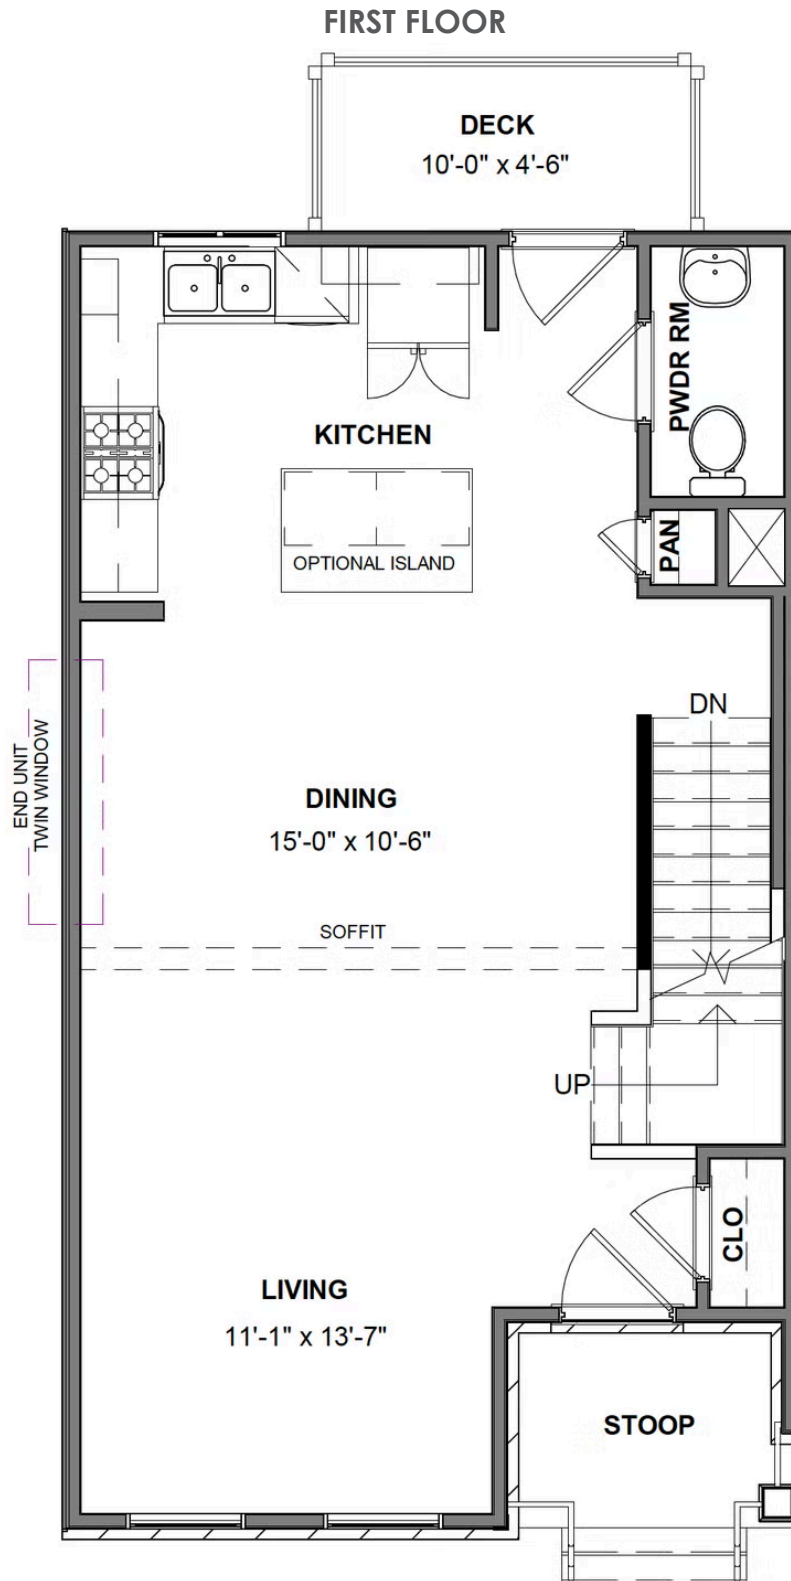 FIRST FLOOR
DECK
10'-0" x 4'-6"
PWDR RM
KITCHEN
OPTIONAL ISLAND
PAN
DN
END UNIT
TWIN WINDOW
DINING
15'-0" x 10'-6"
SOFFIT
UP
CLO
LIVING
11'-1" x 13'-7"
STOOP